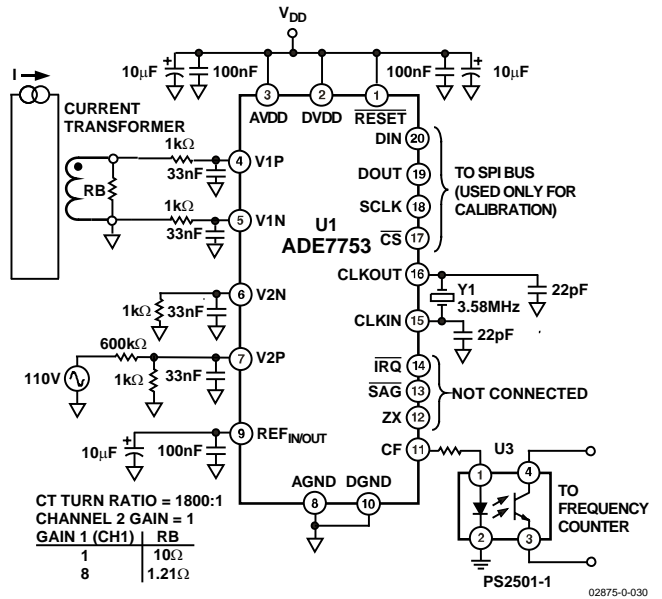 VDD
I
10μF
100nF
100nF
10μF
3
2
1
AVDD
DVDD
RESET
CURRENT
TRANSFORMER
DIN
20
1kΩ
4
V1P
33nF
DOUT
19
TO SPI BUS
(USED ONLY FOR
CALIBRATION)
RB
SCLK
18
1kΩ
5
V1N
33nF
U1
ADE7753
CS
17
CLKOUT
16
6
V2N
1kΩ
33nF
Y1
3.58MHz
22pF
CLKIN
15
22pF
600kΩ
7
V2P
110V
1kΩ
33nF
IRQ
14
SAG
13
NOT CONNECTED
ZX
12
9
REFIN/OUT
10μF
100nF
CF
11
U3
1
4
AGND
DGND
8
10
TO
FREQUENCY
COUNTER
2
3
PS2501-1
CT TURN RATIO = 1800:1
CHANNEL 2 GAIN = 1
GAIN 1 (CH1) RB
1 10Ω
8 1.21Ω
02875-0-030